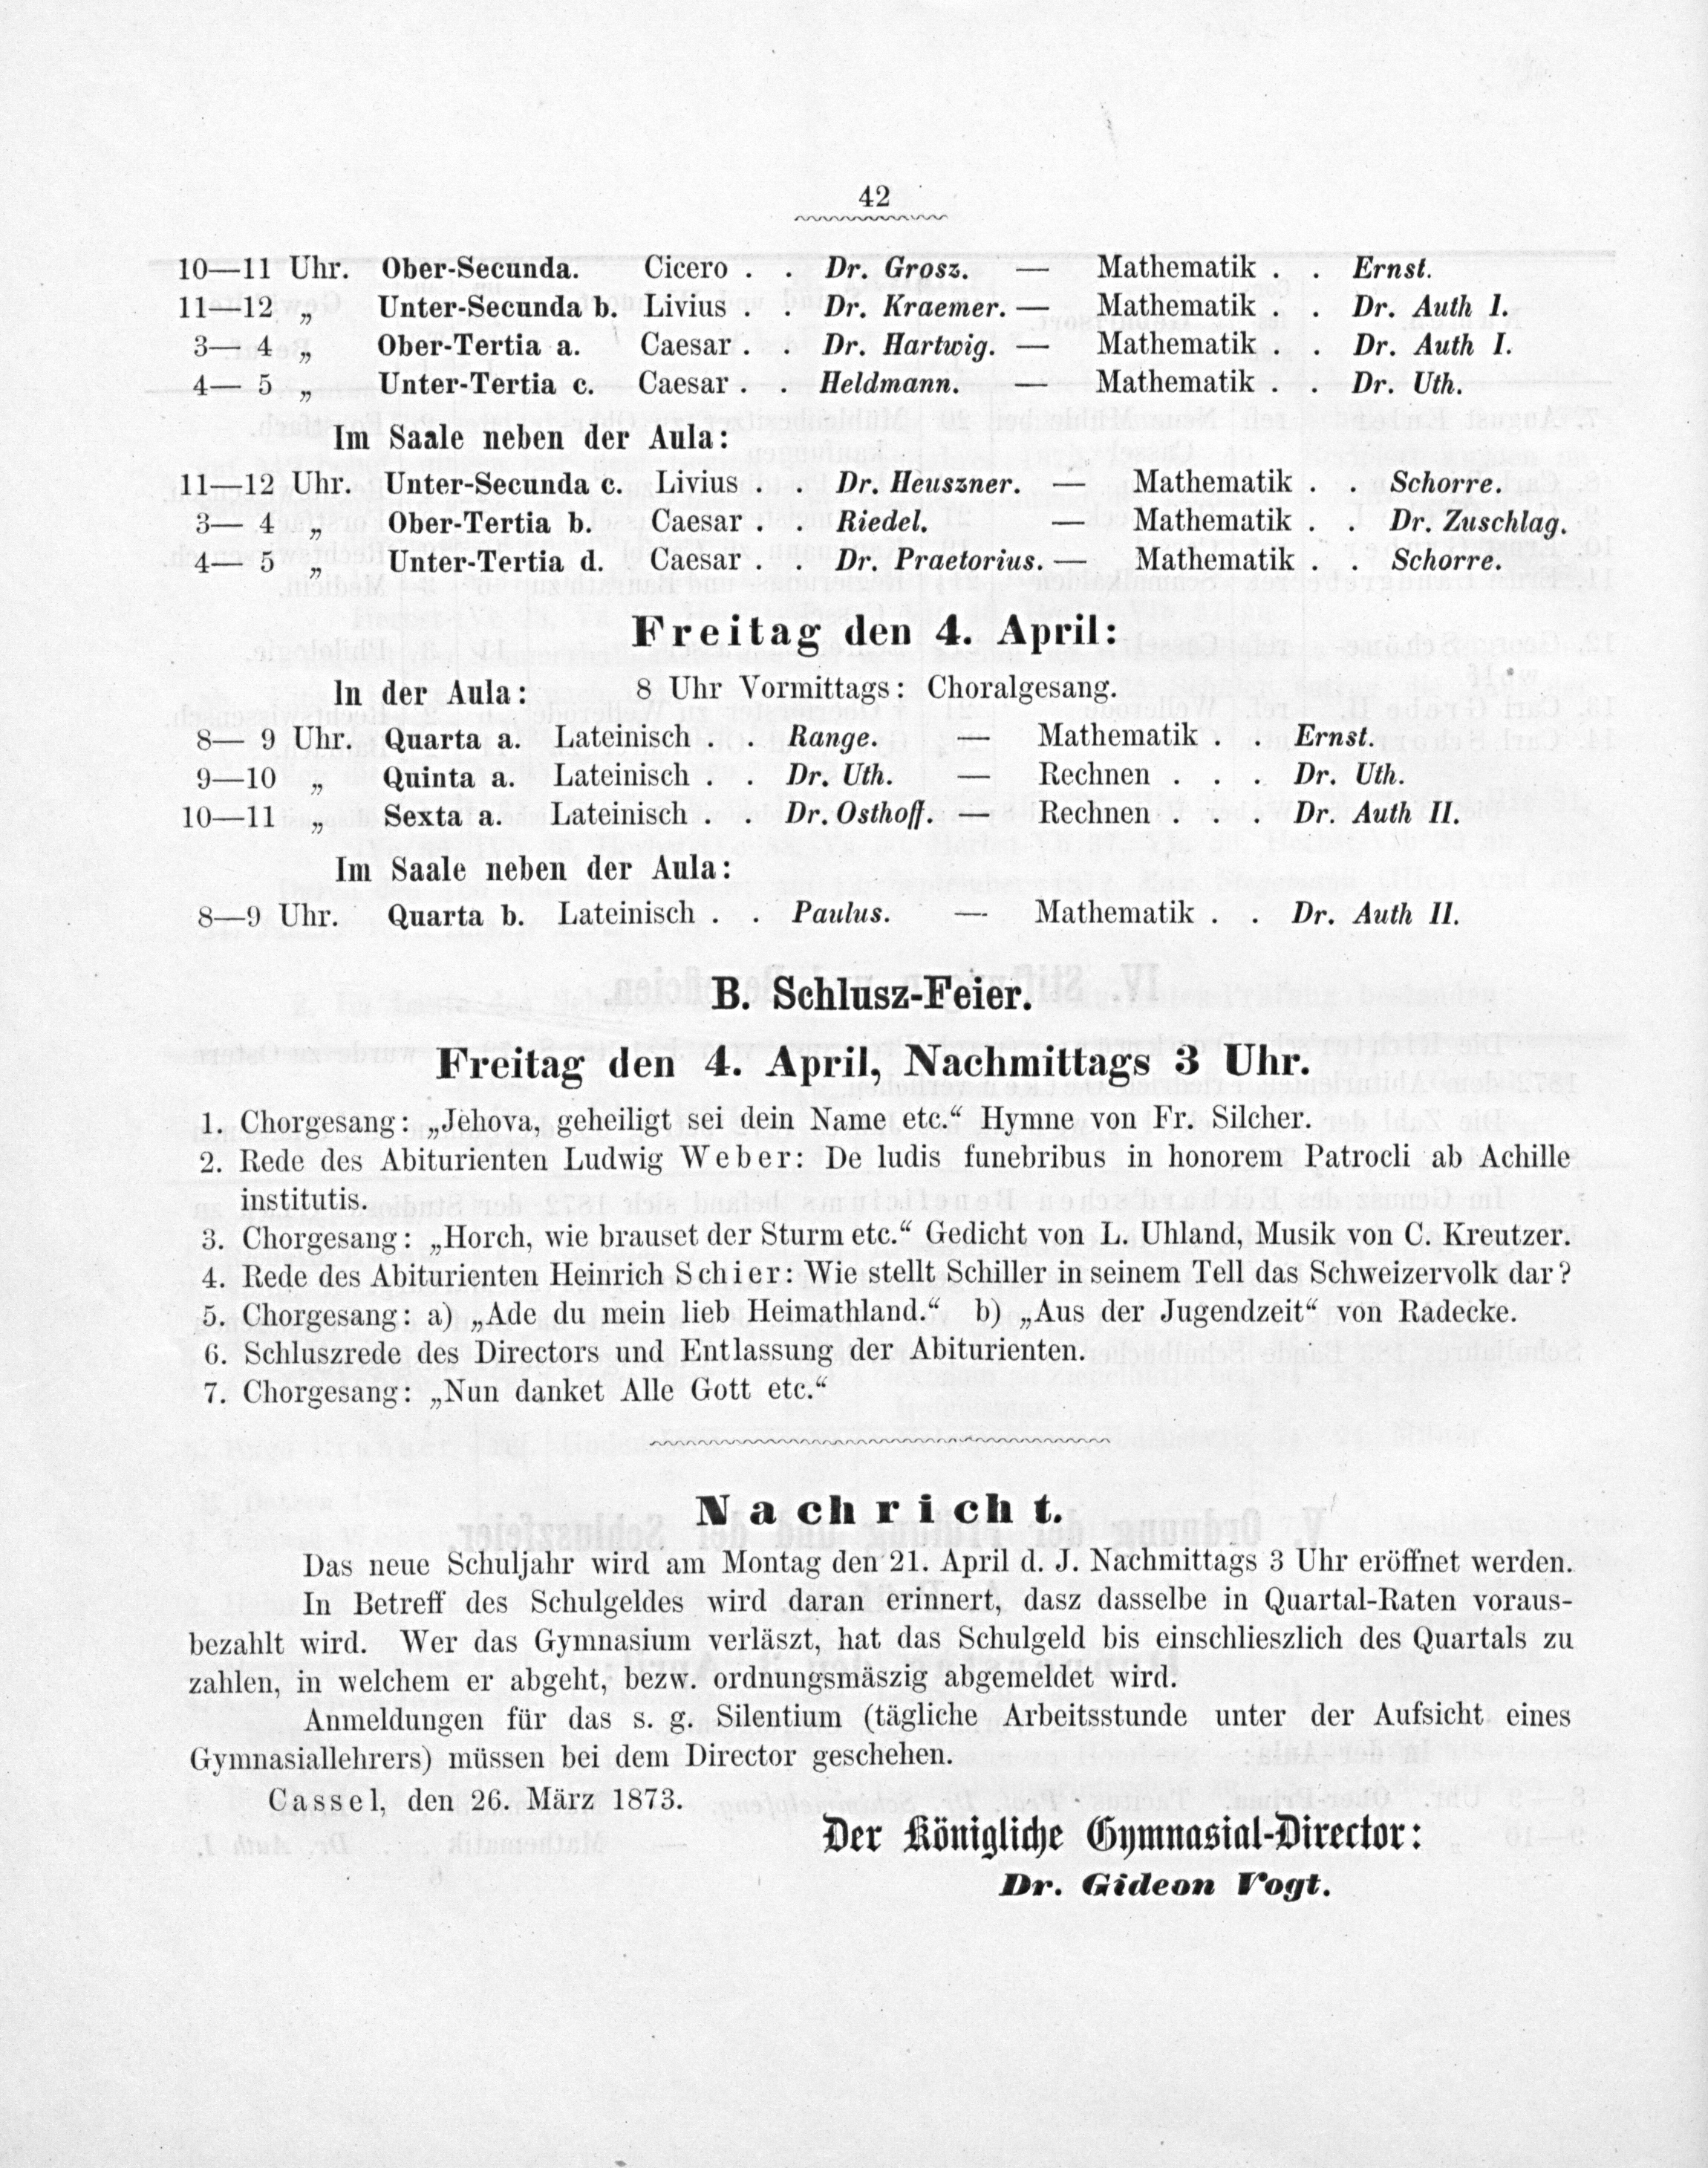 42
10—11 Uhr. Ober-Secunda. Cicero . . Dr. Grosz. — Mathematik . . Ernst.
11—12 „ Unter-Secunda b. Livius . . Dr. Kraemer. — Mathematik . . Dr. Auth I.
3— 4 „ Ober-Tertia a. Caesar . . Dr. Hartwig. — Mathematik . . Dr. Auth I.
4— 5 „ Unter-Tertia c. Caesar . . Heldmann. — Mathematik . . Dr. Uth.
Im Saale neben der Aula:
11—12 Uhr. Unter-Secunda c. Livius . . Dr. Heuszner. — Mathematik . . Schorre.
3— 4 „ Ober-Tertia b. Caesar . . Riedel. — Mathematik . . Dr. Zuschlag.
4— 5 „ Unter-Tertia d. Caesar . . Dr. Praetorius. — Mathematik . . Schorre.
Freitag den 4. April:
In der Aula: 8 Uhr Vormittags: Choralgesang.
8— 9 Uhr. Quarta a. Lateinisch . . Range. — Mathematik . . Ernst.
9—10 „ Quinta a. Lateinisch . . Dr. Uth. — Rechnen . . . Dr. Uth.
10—11 „ Sexta a. Lateinisch . . Dr. Osthoff. — Rechnen . . . Dr. Auth II.
Im Saale neben der Aula:
8—9 Uhr. Quarta b. Lateinisch . . Paulus. — Mathematik . . Dr. Auth II.
B. Schlusz-Feier.
Freitag den 4. April, Nachmittags 3 Uhr.
1. Chorgesang: „Jehova, geheiligt sei dein Name etc.“ Hymne von Fr. Silcher.
2. Rede des Abiturienten Ludwig Weber: De ludis funebribus in honorem Patrocli ab Achille
institutis.
3. Chorgesang: „Horch, wie brauset der Sturm etc.“ Gedicht von L. Uhland, Musik von C. Kreutzer.
4. Rede des Abiturienten Heinrich Schier: Wie stellt Schiller in seinem Tell das Schweizervolk dar?
5. Chorgesang: a) „Ade du mein lieb Heimathland.“ b) „Aus der Jugendzeit“ von Radecke.
6. Schluszrede des Directors und Entlassung der Abiturienten.
7. Chorgesang: „Nun danket Alle Gott etc.“
Nachricht.
Das neue Schuljahr wird am Montag den 21. April d. J. Nachmittags 3 Uhr eröffnet werden.
In Betreff des Schulgeldes wird daran erinnert, dasz dasselbe in Quartal-Raten voraus-
bezahlt wird. Wer das Gymnasium verläszt, hat das Schulgeld bis einschlieszlich des Quartals zu
zahlen, in welchem er abgeht, bezw. ordnungsmäszig abgemeldet wird.
Anmeldungen für das s. g. Silentium (tägliche Arbeitsstunde unter der Aufsicht eines
Gymnasiallehrers) müssen bei dem Director geschehen.
Cassel, den 26. März 1873.
Der Königliche Gymnasial-Director:
Dr. Gideon Vogt.